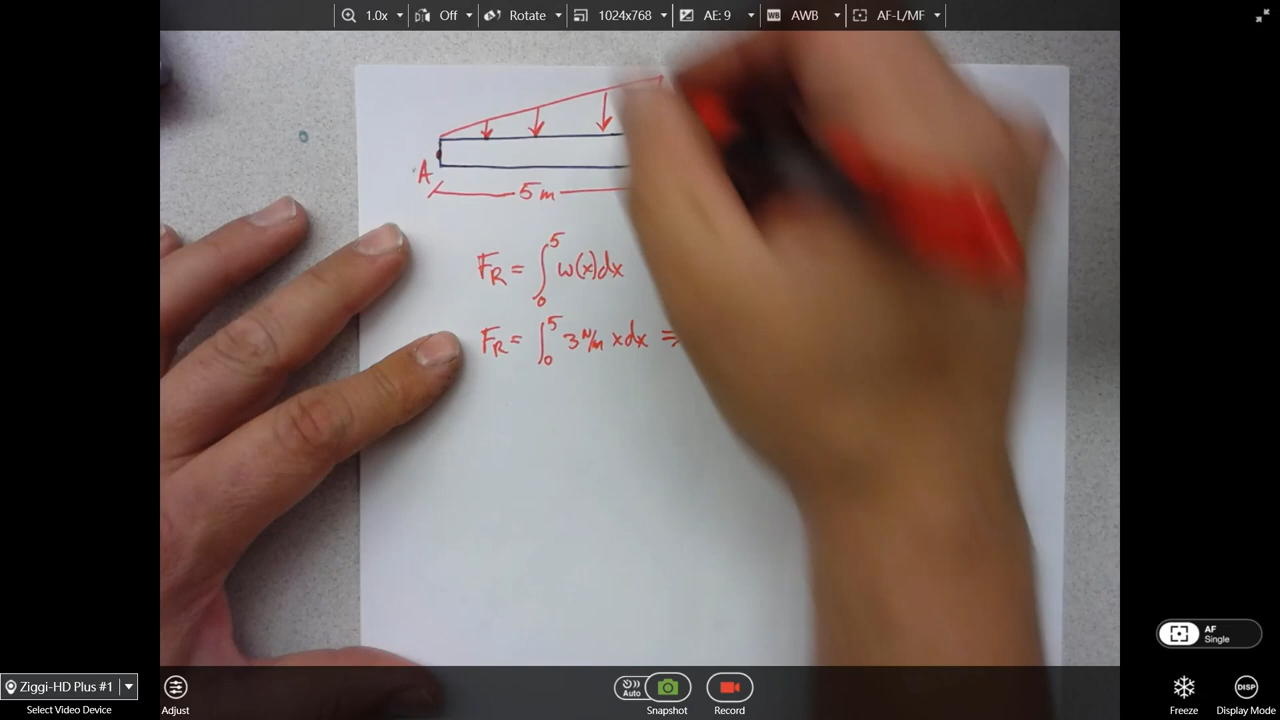 1.0x Off Rotate 1024x768 AE: 9 AWB AF-L/MF
A
5m
F_R = ∫₀⁵ w(x)dx
F_R = ∫₀⁵ 3 N/m x dx ⇒
AF
Single
Ziggi-HD Plus #1
Select Video Device
Adjust
Auto
Snapshot
Record
Freeze
DISP
Display Mode